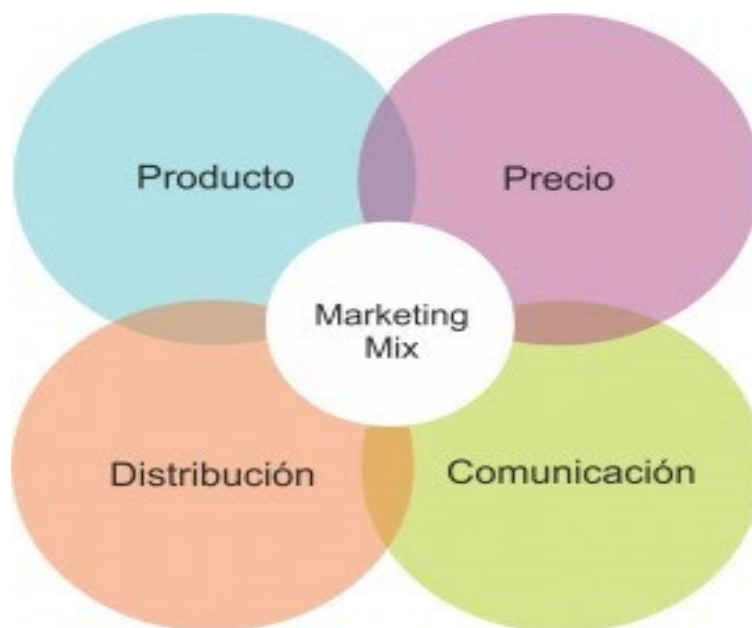 Producto
Precio
Marketing
Mix
Distribución
Comunicación